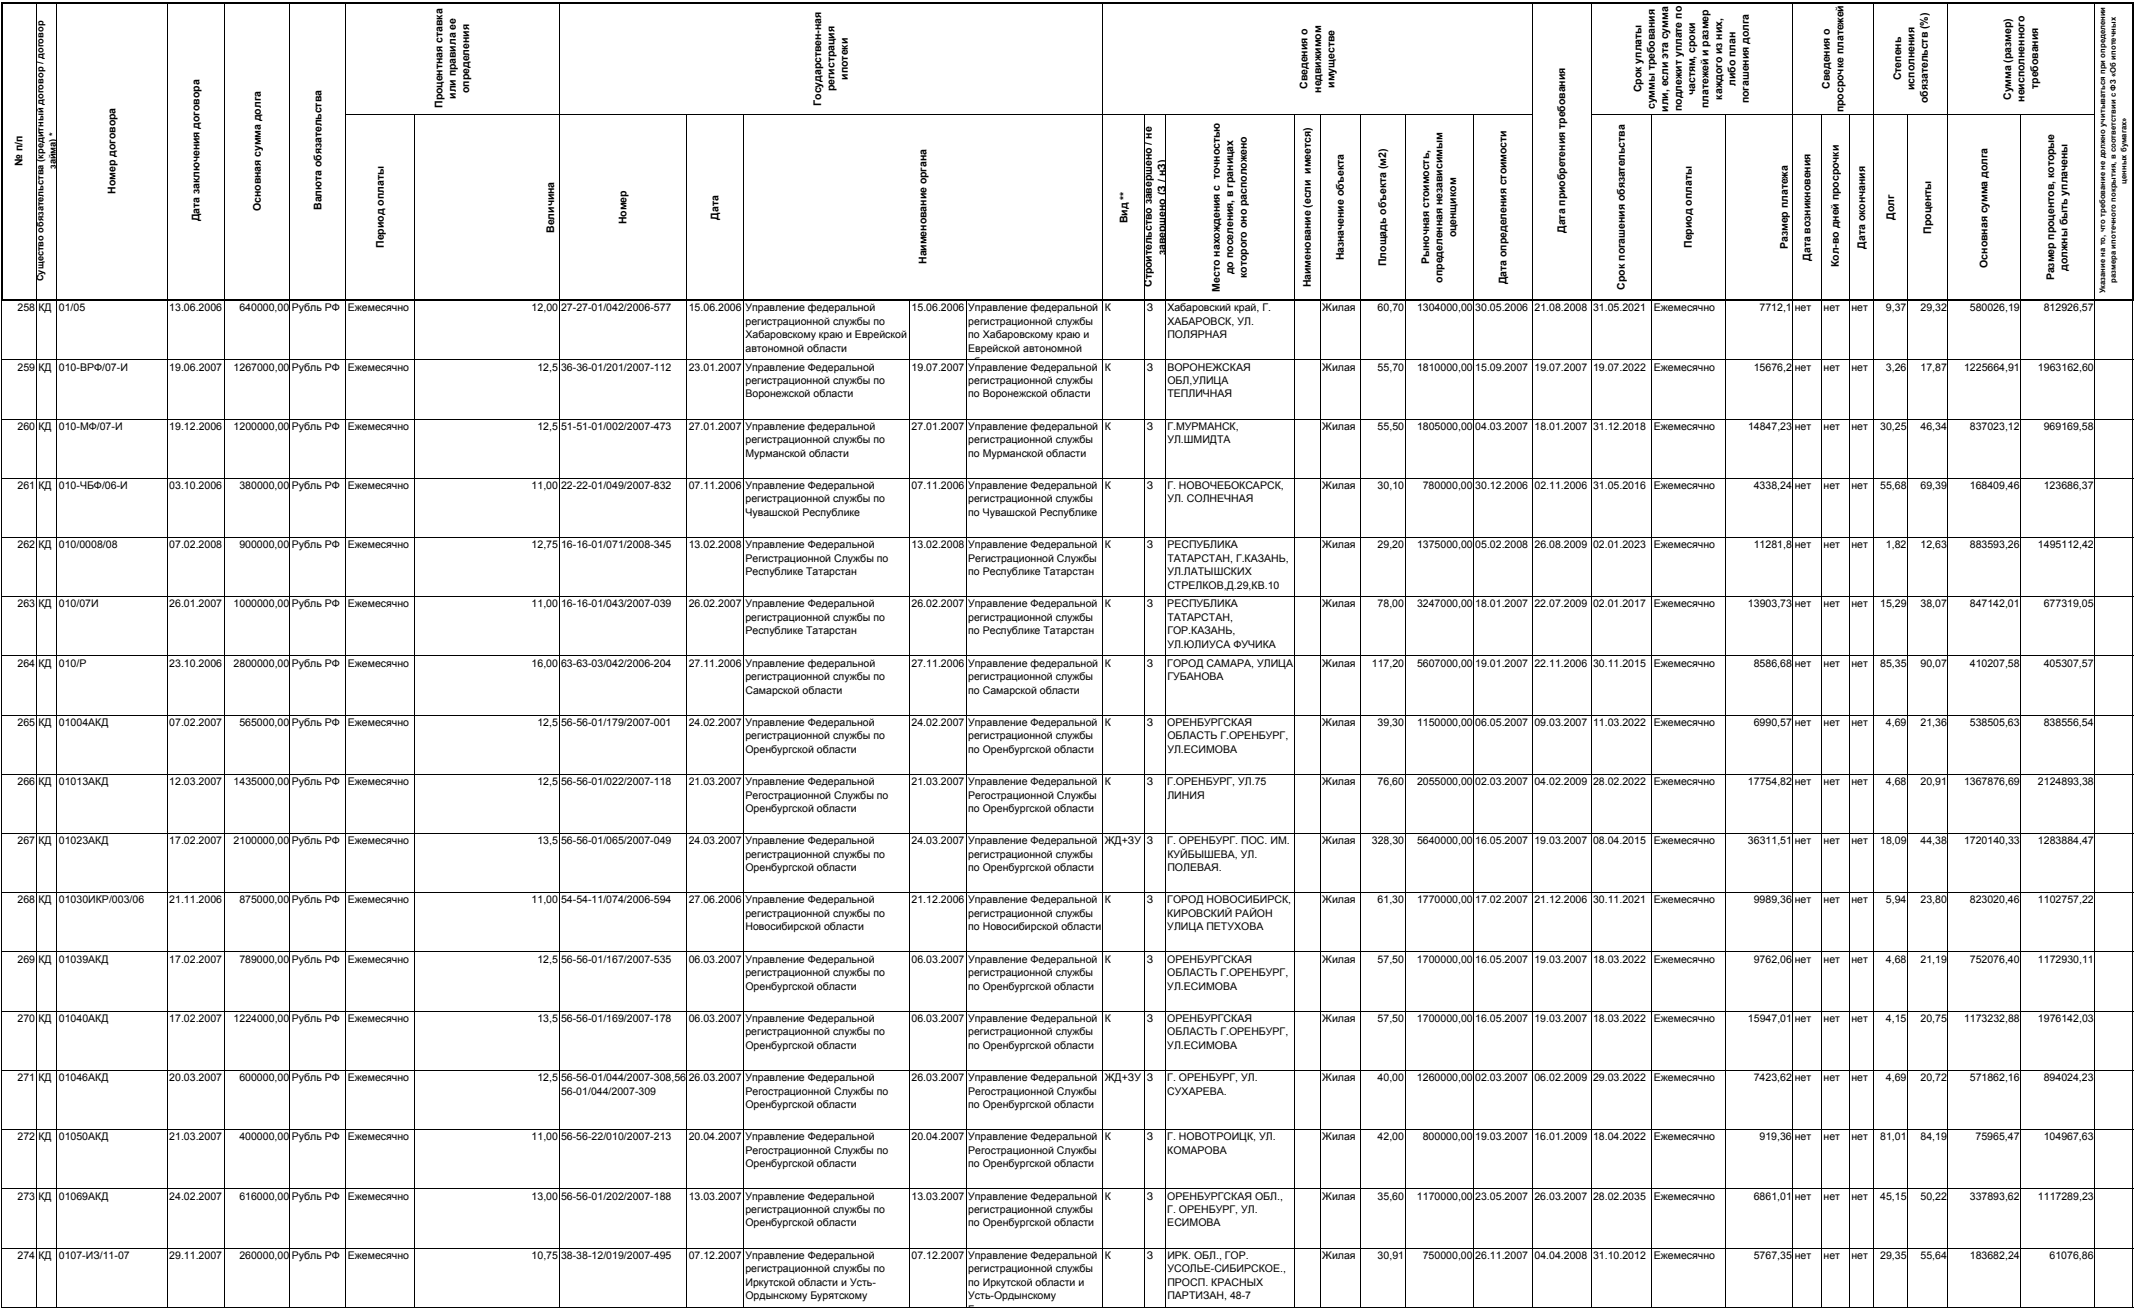 № п/п
Существо обязательства (кредитный договор / договор займа) *
Номер договора
Дата заключения договора
Основная сумма долга
Валюта обязательства
Процентная ставка или правила ее определения
Период оплаты
Величина
Государствен-ная регистрация ипотеки
Номер
Дата
Наименование органа
Сведения о недвижимом имуществе
Вид **
Строительство завершено / не завершено (З / нЗ)
Место нахождения с точностью до поселения, в границах которого оно расположено
Наименование (если имеется)
Назначение объекта
Площадь объекта (м2)
Рыночная стоимость, определенная независимым оценщиком
Дата определения стоимости
Дата приобретения требования
Срок уплаты суммы требования или, если эта сумма подлежит уплате по частям, сроки платежей и размер каждого из них, либо план погашения долга
Срок погашения обязательства
Период оплаты
Размер платежа
Сведения о просрочке платежей
Дата возникновения
Кол-во дней просрочки
Дата окончания
Степень исполнения обязательств (%)
Долг
Проценты
Сумма (размер) неисполненного требования
Основная сумма долга
Размер процентов, которые должны быть уплачены
Указание на то, что требование не должно учитываться при определении размера ипотечного покрытия, в соответствии с ФЗ «Об ипотечных ценных бумагах»
258 КД 01/05 13.06.2006 640000,00 Рубль РФ Ежемесячно 12,00 27-27-01/042/2006-577 15.06.2006 Управление федеральной регистрационной службы по Хабаровскому краю и Еврейской автономной области 15.06.2006 Управление федеральной регистрационной службы по Хабаровскому краю и Еврейской автономной К З Хабаровский край, Г. ХАБАРОВСК, УЛ. ПОЛЯРНАЯ Жилая 60,70 1304000,00 30.05.2006 21.08.2008 31.05.2021 Ежемесячно 7712,1 нет нет нет 9,37 29,32 580026,19 812926,57
259 КД 010-ВРФ/07-И 19.06.2007 1267000,00 Рубль РФ Ежемесячно 12,5 36-36-01/201/2007-112 23.01.2007 Управление федеральной регистрационной службы по Воронежской области 19.07.2007 Управление федеральной регистрационной службы по Воронежской области К З ВОРОНЕЖСКАЯ ОБЛ,УЛИЦА ТЕПЛИЧНАЯ Жилая 55,70 1810000,00 15.09.2007 19.07.2007 19.07.2022 Ежемесячно 15676,2 нет нет нет 3,26 17,87 1225664,91 1963162,60
260 КД 010-МФ/07-И 19.12.2006 1200000,00 Рубль РФ Ежемесячно 12,5 51-51-01/002/2007-473 27.01.2007 Управление федеральной регистрационной службы по Мурманской области 27.01.2007 Управление федеральной регистрационной службы по Мурманской области К З Г.МУРМАНСК, УЛ.ШМИДТА Жилая 55,50 1805000,00 04.03.2007 18.01.2007 31.12.2018 Ежемесячно 14847,23 нет нет нет 30,25 46,34 837023,12 969169,58
261 КД 010-ЧБФ/06-И 03.10.2006 380000,00 Рубль РФ Ежемесячно 11,00 22-22-01/049/2007-832 07.11.2006 Управление Федеральной регистрационной службы по Чувашской Республике 07.11.2006 Управление Федеральной регистрационной службы по Чувашской Республике К З Г. НОВОЧЕБОКСАРСК, УЛ. СОЛНЕЧНАЯ Жилая 30,10 780000,00 30.12.2006 02.11.2006 31.05.2016 Ежемесячно 4338,24 нет нет нет 55,68 69,39 168409,46 123686,37
262 КД 010/0008/08 07.02.2008 900000,00 Рубль РФ Ежемесячно 12,75 16-16-01/071/2008-345 13.02.2008 Управление Федеральной Регистрационной Службы по Республике Татарстан 13.02.2008 Управление Федеральной Регистрационной Службы по Республике Татарстан К З РЕСПУБЛИКА ТАТАРСТАН, Г.КАЗАНЬ, УЛ.ЛАТЫШСКИХ СТРЕЛКОВ,Д.29,КВ.10 Жилая 29,20 1375000,00 05.02.2008 26.08.2009 02.01.2023 Ежемесячно 11281,8 нет нет нет 1,82 12,63 883593,26 1495112,42
263 КД 010/07И 26.01.2007 1000000,00 Рубль РФ Ежемесячно 11,00 16-16-01/043/2007-039 26.02.2007 Управление Федеральной регистрационной службы по Республике Татарстан 26.02.2007 Управление Федеральной регистрационной службы по Республике Татарстан К З РЕСПУБЛИКА ТАТАРСТАН, ГОР.КАЗАНЬ, УЛ.ЮЛИУСА ФУЧИКА Жилая 78,00 3247000,00 18.01.2007 22.07.2009 02.01.2017 Ежемесячно 13903,73 нет нет нет 15,29 38,07 847142,01 677319,05
264 КД 010/Р 23.10.2006 2800000,00 Рубль РФ Ежемесячно 16,00 63-63-03/042/2006-204 27.11.2006 Управление Федеральной регистрационной службы по Самарской области 27.11.2006 Управление Федеральной регистрационной службы по Самарской области К З ГОРОД САМАРА, УЛИЦА ГУБАНОВА Жилая 117,20 5607000,00 19.01.2007 22.11.2006 30.11.2015 Ежемесячно 8586,68 нет нет нет 85,35 90,07 410207,58 405307,57
265 КД 01004АКД 07.02.2007 565000,00 Рубль РФ Ежемесячно 12,5 56-56-01/179/2007-001 24.02.2007 Управление Федеральной регистрационной службы по Оренбургской области 24.02.2007 Управление Федеральной регистрационной службы по Оренбургской области К З ОРЕНБУРГСКАЯ ОБЛАСТЬ Г.ОРЕНБУРГ, УЛ.ЕСИМОВА Жилая 39,30 1150000,00 06.05.2007 09.03.2007 11.03.2022 Ежемесячно 6990,57 нет нет нет 4,69 21,36 538505,63 838556,54
266 КД 01013АКД 12.03.2007 1435000,00 Рубль РФ Ежемесячно 12,5 56-56-01/022/2007-118 21.03.2007 Управление Федеральной Регострационной Службы по Оренбургской области 21.03.2007 Управление Федеральной Регострационной Службы по Оренбургской области К З Г.ОРЕНБУРГ, УЛ.75 ЛИНИЯ Жилая 76,60 2055000,00 02.03.2007 04.02.2009 28.02.2022 Ежемесячно 17754,82 нет нет нет 4,68 20,91 1367876,69 2124893,38
267 КД 01023АКД 17.02.2007 2100000,00 Рубль РФ Ежемесячно 13,5 56-56-01/065/2007-049 24.03.2007 Управление Федеральной регистрационной службы по Оренбургской области 24.03.2007 Управление Федеральной регистрационной службы по Оренбургской области ЖД+ЗУ З Г. ОРЕНБУРГ. ПОС. ИМ. КУЙБЫШЕВА, УЛ. ПОЛЕВАЯ. Жилая 328,30 5640000,00 16.05.2007 19.03.2007 08.04.2015 Ежемесячно 36311,51 нет нет нет 18,09 44,38 1720140,33 1283884,47
268 КД 01030ИКР/003/06 21.11.2006 875000,00 Рубль РФ Ежемесячно 11,00 54-54-11/074/2006-594 27.06.2006 Управление Федеральной регистрационной службы по Новосибирской области 21.12.2006 Управление Федеральной регистрационной службы по Новосибирской области К З ГОРОД НОВОСИБИРСК, КИРОВСКИЙ РАЙОН УЛИЦА ПЕТУХОВА Жилая 61,30 1770000,00 17.02.2007 21.12.2006 30.11.2021 Ежемесячно 9989,36 нет нет нет 5,94 23,80 823020,46 1102757,22
269 КД 01039АКД 17.02.2007 789000,00 Рубль РФ Ежемесячно 12,5 56-56-01/167/2007-535 06.03.2007 Управление Федеральной регистрационной службы по Оренбургской области 06.03.2007 Управление Федеральной регистрационной службы по Оренбургской области К З ОРЕНБУРГСКАЯ ОБЛАСТЬ Г.ОРЕНБУРГ, УЛ.ЕСИМОВА Жилая 57,50 1700000,00 16.05.2007 19.03.2007 18.03.2022 Ежемесячно 9762,06 нет нет нет 4,68 21,19 752076,40 1172930,11
270 КД 01040АКД 17.02.2007 1224000,00 Рубль РФ Ежемесячно 13,5 56-56-01/169/2007-178 06.03.2007 Управление Федеральной регистрационной службы по Оренбургской области 06.03.2007 Управление Федеральной регистрационной службы по Оренбургской области К З ОРЕНБУРГСКАЯ ОБЛАСТЬ Г.ОРЕНБУРГ, УЛ.ЕСИМОВА Жилая 57,50 1700000,00 16.05.2007 19.03.2007 18.03.2022 Ежемесячно 15947,01 нет нет нет 4,15 20,75 1173232,88 1976142,03
271 КД 01046АКД 20.03.2007 600000,00 Рубль РФ Ежемесячно 12,5 56-56-01/044/2007-308,56 56-01/044/2007-309 26.03.2007 Управление Федеральной Регострационной Службы по Оренбургской области 26.03.2007 Управление Федеральной Регострационной Службы по Оренбургской области ЖД+ЗУ З Г. ОРЕНБУРГ, УЛ. СУХАРЕВА. Жилая 40,00 1260000,00 02.03.2007 06.02.2009 29.03.2022 Ежемесячно 7423,62 нет нет нет 4,69 20,72 571862,16 894024,23
272 КД 01050АКД 21.03.2007 400000,00 Рубль РФ Ежемесячно 11,00 56-56-22/010/2007-213 20.04.2007 Управление Федеральной Регострационной Службы по Оренбургской области 20.04.2007 Управление Федеральной Регострационной Службы по Оренбургской области К З Г. НОВОТРОИЦК, УЛ. КОМАРОВА Жилая 42,00 800000,00 19.03.2007 16.01.2009 18.04.2022 Ежемесячно 919,36 нет нет нет 81,01 84,19 75965,47 104967,63
273 КД 01069АКД 24.02.2007 616000,00 Рубль РФ Ежемесячно 13,00 56-56-01/202/2007-188 13.03.2007 Управление Федеральной регистрационной службы по Оренбургской области 13.03.2007 Управление Федеральной регистрационной службы по Оренбургской области К З ОРЕНБУРГСКАЯ ОБЛ., Г. ОРЕНБУРГ, УЛ. ЕСИМОВА Жилая 35,60 1170000,00 23.05.2007 26.03.2007 28.02.2035 Ежемесячно 6861,01 нет нет нет 45,15 50,22 337893,62 1117289,23
274 КД 0107-ИЗ/11-07 29.11.2007 260000,00 Рубль РФ Ежемесячно 10,75 38-38-12/019/2007-495 07.12.2007 Управление Федеральной регистрационной службы по Иркутской области и Усть-Ордынскому Бурятскому 07.12.2007 Управление Федеральной регистрационной службы по Иркутской области и Усть-Ордынскому К З ИРК. ОБЛ., ГОР. УСОЛЬЕ-СИБИРСКОЕ., ПРОСП. КРАСНЫХ ПАРТИЗАН, 48-7 Жилая 30,91 750000,00 26.11.2007 04.04.2008 31.10.2012 Ежемесячно 5767,35 нет нет нет 29,35 55,64 183682,24 61076,86